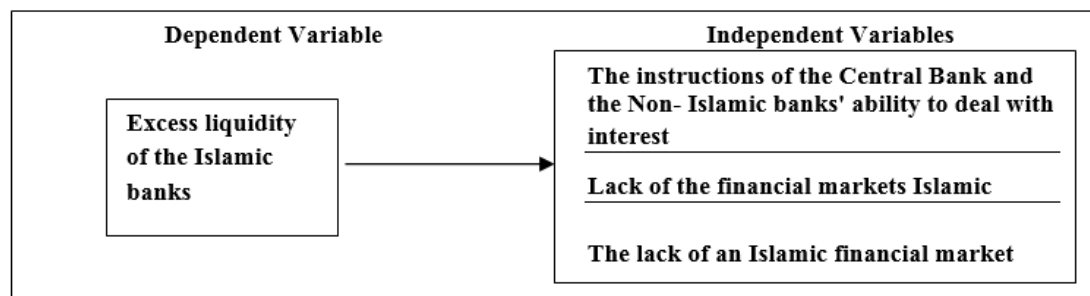 Dependent Variable
Independent Variables
Excess liquidity
of the Islamic
banks
The instructions of the Central Bank and
the Non- Islamic banks' ability to deal with
interest
Lack of the financial markets Islamic
The lack of an Islamic financial market